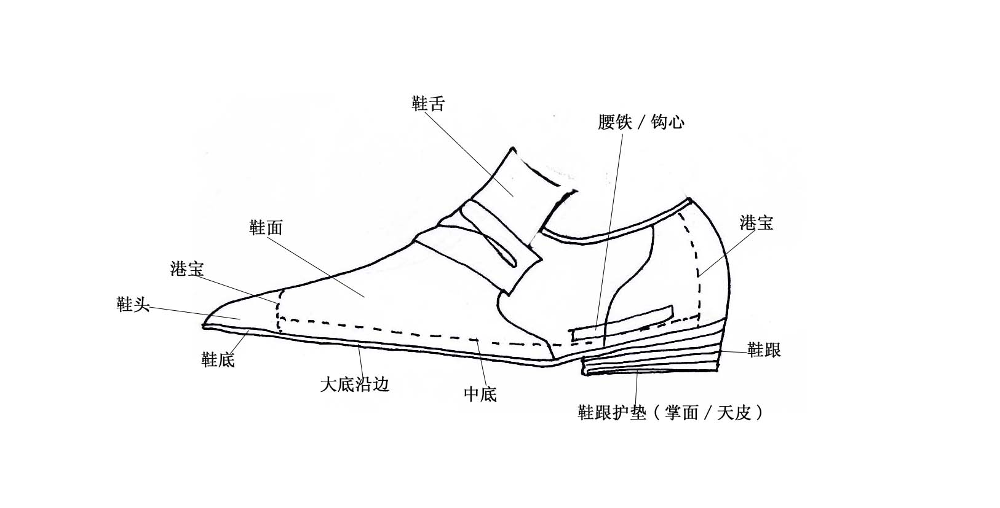 鞋舌
腰铁 / 钩心
港宝
鞋面
港宝
鞋头
鞋底
大底沿边
中底
鞋跟
鞋跟护垫（掌面 / 天皮）